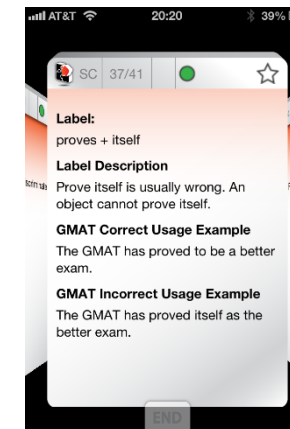 AT&T 20:20 39%
SC 37/41
Label:
proves + itself
Label Description
Prove itself is usually wrong. An
object cannot prove itself.
GMAT Correct Usage Example
The GMAT has proved to be a better
exam.
GMAT Incorrect Usage Example
The GMAT has proved itself as the
better exam.
END